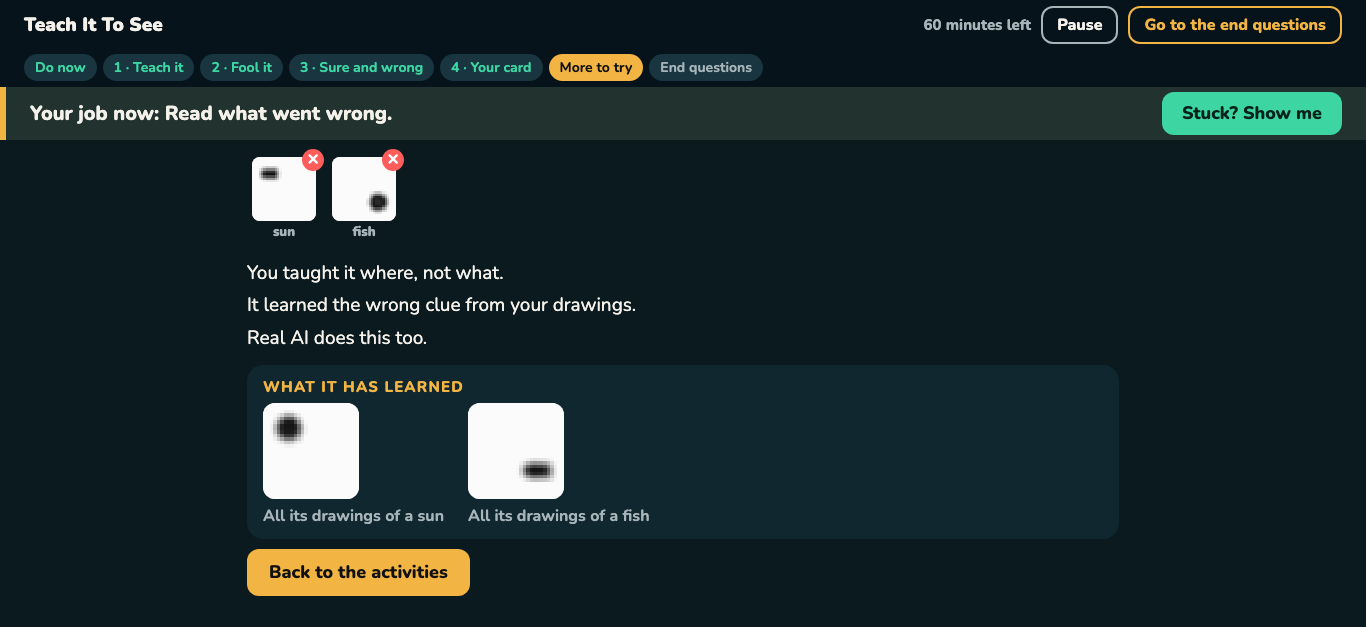 Teach It To See
60 minutes left
Pause
Go to the end questions
Do now
1 · Teach it
2 · Fool it
3 · Sure and wrong
4 · Your card
More to try
End questions
Your job now: Read what went wrong.
Stuck? Show me
sun
fish
You taught it where, not what.
It learned the wrong clue from your drawings.
Real AI does this too.
WHAT IT HAS LEARNED
All its drawings of a sun
All its drawings of a fish
Back to the activities